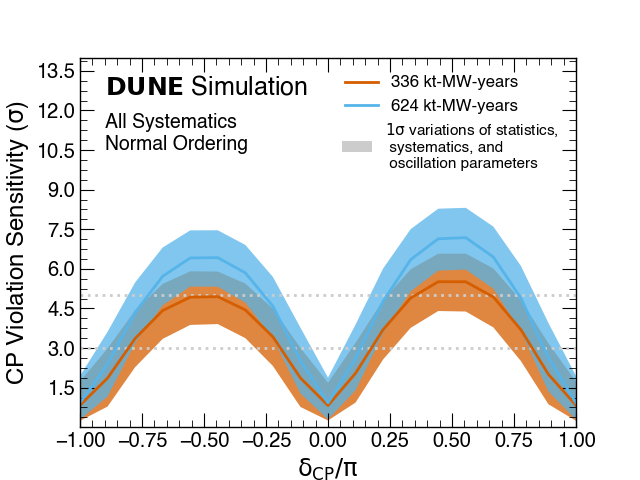 DUNE Simulation
All Systematics
Normal Ordering
336 kt-MW-years
624 kt-MW-years
1σ variations of statistics,
systematics, and
oscillation parameters
CP Violation Sensitivity (σ)
13.5
12.0
10.5
9.0
7.5
6.0
4.5
3.0
1.5
−1.00 −0.75 −0.50 −0.25 0.00 0.25 0.50 0.75 1.00
δCP/π